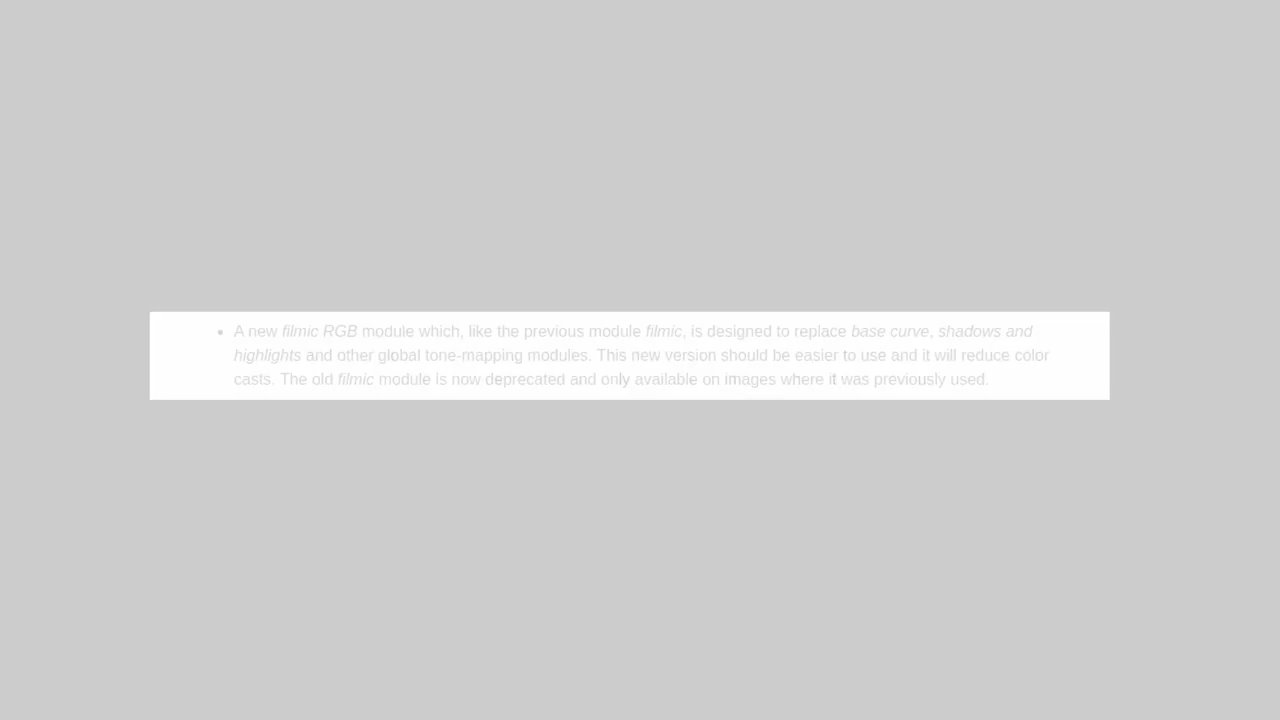 • A new filmic RGB module which, like the previous module filmic, is designed to replace base curve, shadows and
highlights and other global tone-mapping modules. This new version should be easier to use and it will reduce color
casts. The old filmic module is now deprecated and only available on images where it was previously used.